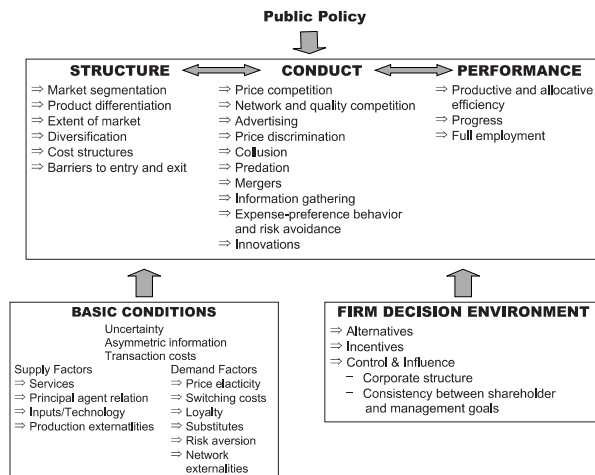 Public Policy
STRUCTURE
⇒ Market segmentation
⇒ Product differentiation
⇒ Extent of market
⇒ Diversification
⇒ Cost structures
⇒ Barriers to entry and exit
CONDUCT
⇒ Price competition
⇒ Network and quality competition
⇒ Advertising
⇒ Price discrimination
⇒ Collusion
⇒ Predation
⇒ Mergers
⇒ Information gathering
⇒ Expense-preference behavior
and risk avoidance
⇒ Innovations
PERFORMANCE
⇒ Productive and allocative
efficiency
⇒ Progress
⇒ Full employment
BASIC CONDITIONS
Uncertainty
Asymmetric information
Transaction costs
Supply Factors
⇒ Services
⇒ Principal agent relation
⇒ Inputs/Technology
⇒ Production externatlities
Demand Factors
⇒ Price elacticity
⇒ Switching costs
⇒ Loyalty
⇒ Substitutes
⇒ Risk aversion
⇒ Network
externalities
FIRM DECISION ENVIRONMENT
⇒ Alternatives
⇒ Incentives
⇒ Control & Influence
– Corporate structure
– Consistency between shareholder
and management goals